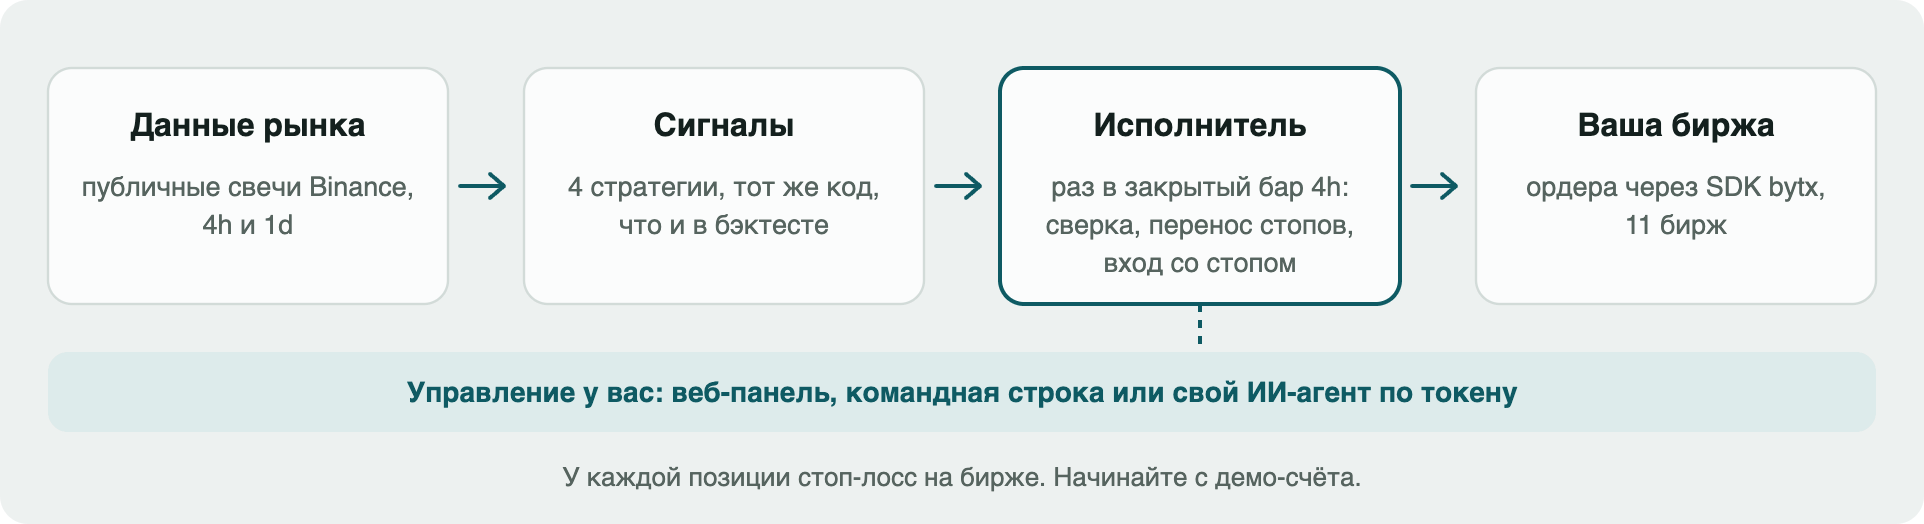 Данные рынка
публичные свечи Binance,
4h и 1d
Сигналы
4 стратегии, тот же код,
что и в бэктесте
Исполнитель
раз в закрытый бар 4h:
сверка, перенос стопов,
вход со стопом
Ваша биржа
ордера через SDK bytx,
11 бирж
Управление у вас: веб-панель, командная строка или свой ИИ-агент по токену
У каждой позиции стоп-лосс на бирже. Начинайте с демо-счёта.